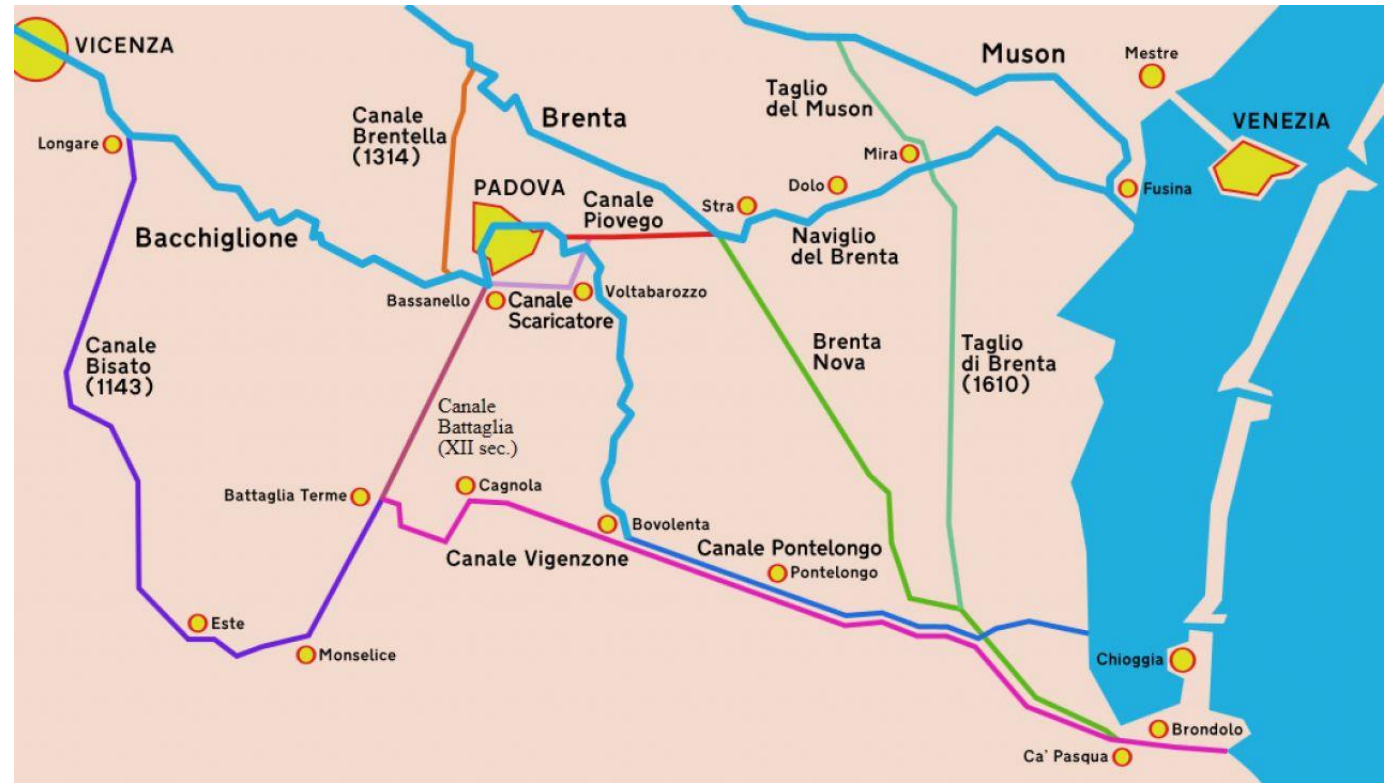 VICENZA
Longare
Bacchiglione
Canale
Brentella
(1314)
PADOVA
Brenta
Canale
Piovego
Stra
Dolo
Mira
Taglio
del Muson
Muson
Mestre
VENEZIA
Fusina
Naviglio
del Brenta
Bassanello
Canale
Scaricatore
Voltabarozzo
Canale
Bisato
(1143)
Brenta
Nova
Taglio
di Brenta
(1610)
Canale
Battaglia
(XII sec.)
Battaglia Terme
Cagnola
Canale Vigenzone
Bovolenta
Canale Pontelongo
Pontelongo
Este
Monselice
Chioggia
Brondolo
Ca' Pasqua